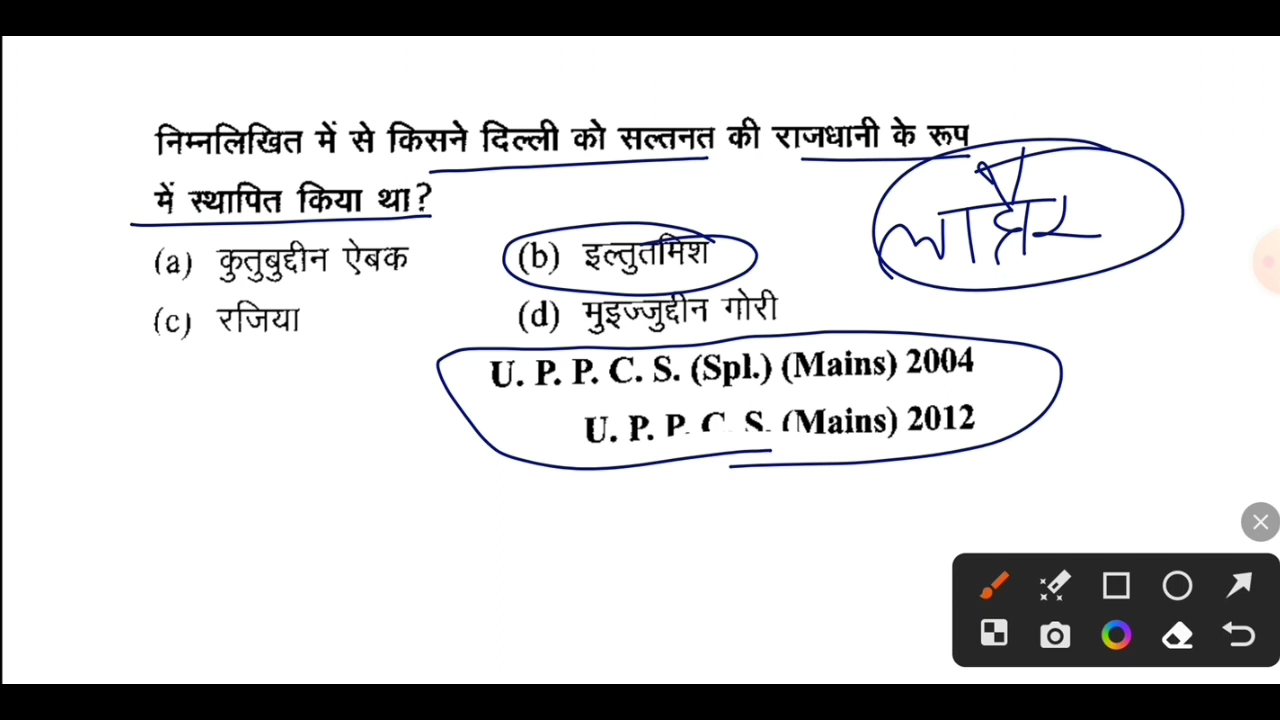 निम्नलिखित में से किसने दिल्ली को सल्तनत की राजधानी के रूप
में स्थापित किया था?
लाहौर
(a) कुतुबुद्दीन ऐबक (b) इल्तुतमिश
(c) रजिया (d) मुइज्जुद्दीन गोरी
U. P. P. C. S. (Spl.) (Mains) 2004
U. P. P. C. S. (Mains) 2012